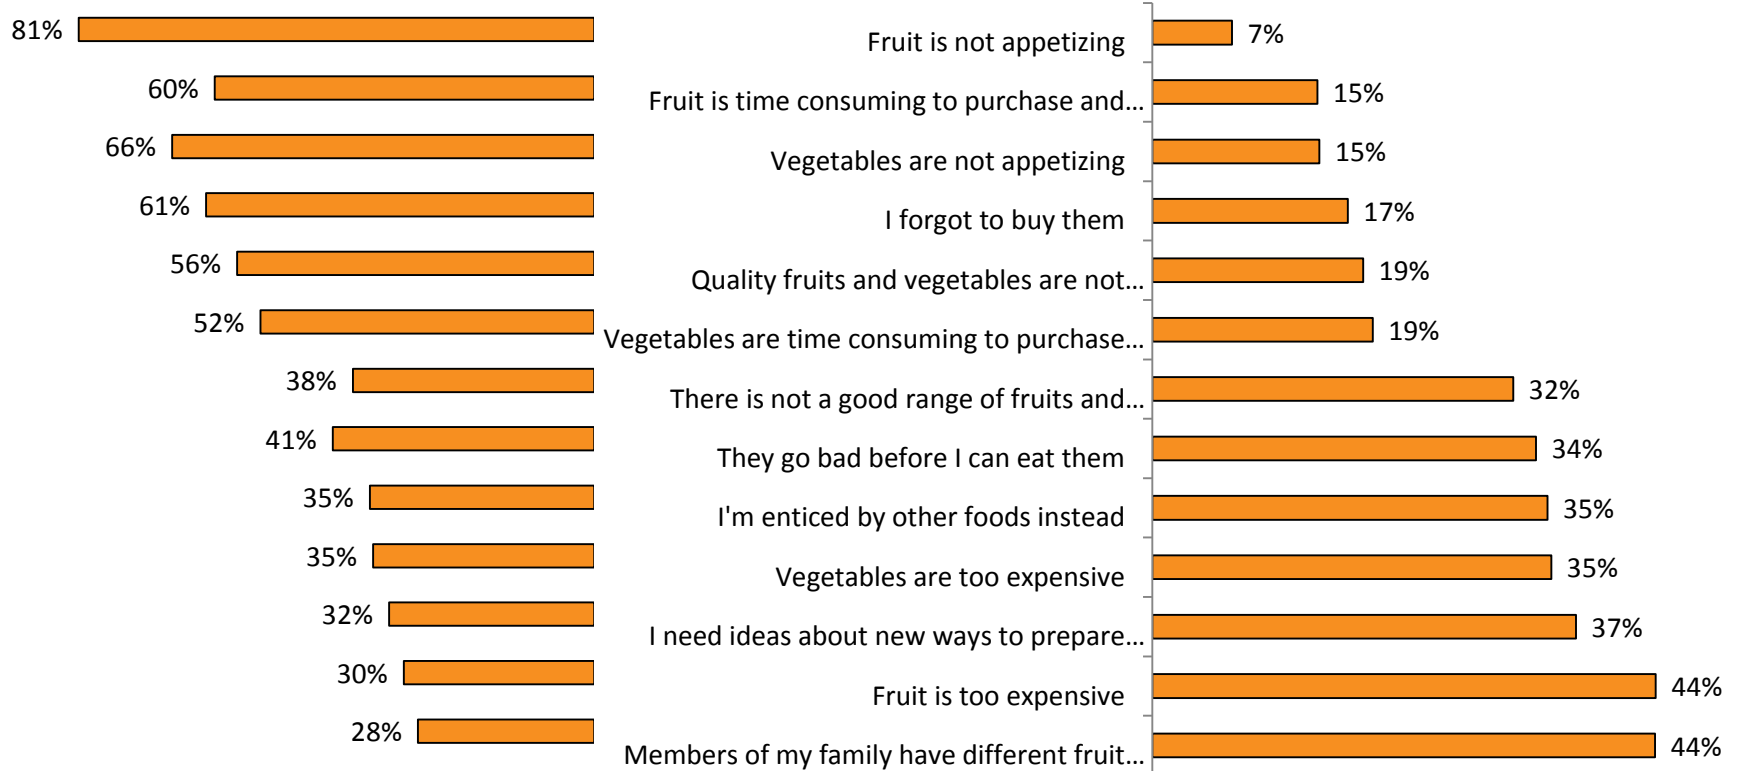 81% Fruit is not appetizing 7%
60% Fruit is time consuming to purchase and… 15%
66% Vegetables are not appetizing 15%
61% I forgot to buy them 17%
56% Quality fruits and vegetables are not… 19%
52% Vegetables are time consuming to purchase… 19%
38% There is not a good range of fruits and… 32%
41% They go bad before I can eat them 34%
35% I'm enticed by other foods instead 35%
35% Vegetables are too expensive 35%
32% I need ideas about new ways to prepare… 37%
30% Fruit is too expensive 44%
28% Members of my family have different fruit… 44%